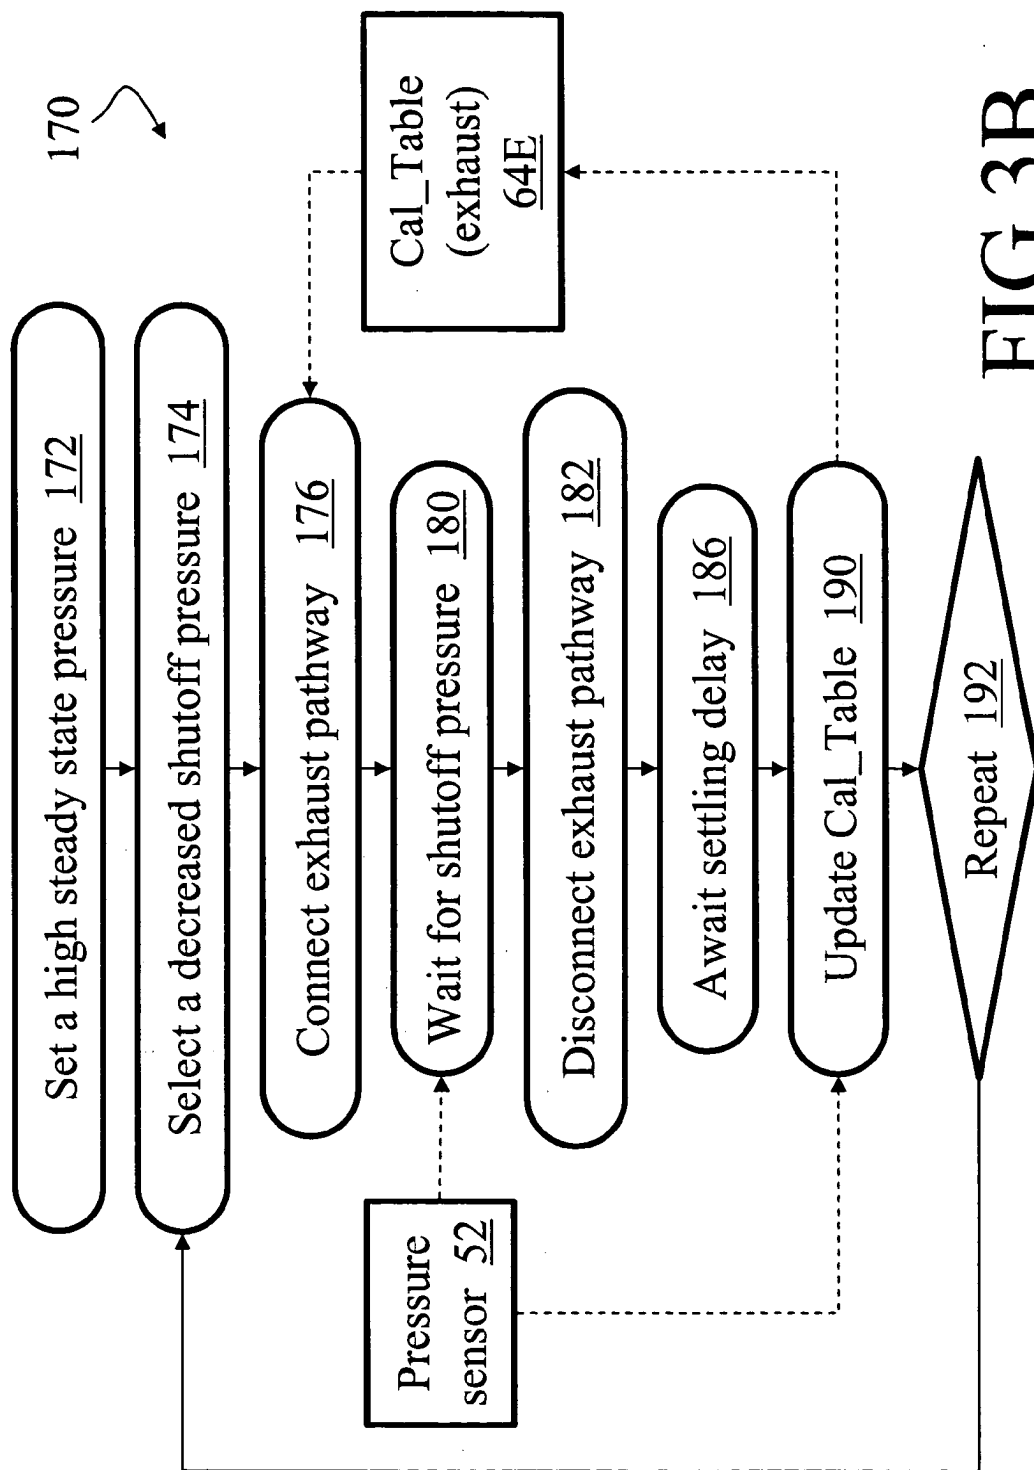 170
Set a high steady state pressure 172
Select a decreased shutoff pressure 174
Connect exhaust pathway 176
Cal_Table
(exhaust)
64E
Pressure
sensor 52
Wait for shutoff pressure 180
Disconnect exhaust pathway 182
Await settling delay 186
Update Cal_Table 190
Repeat 192
FIG 3B